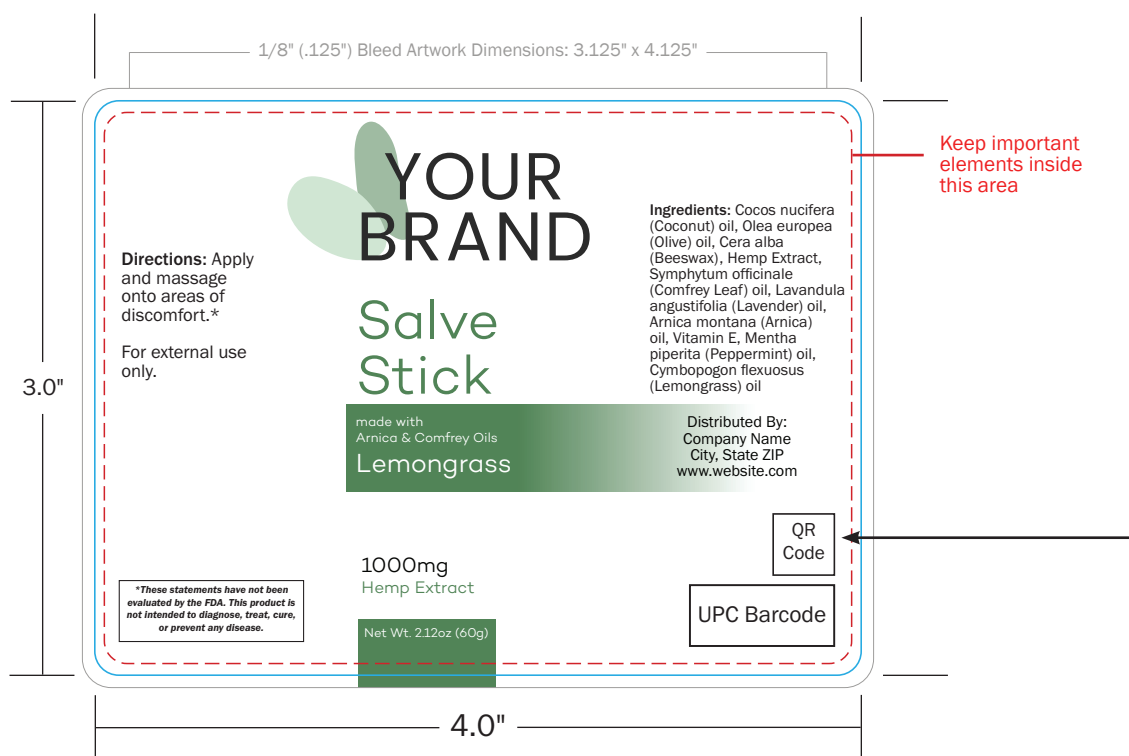 1/8" (.125") Bleed Artwork Dimensions: 3.125" x 4.125"
Keep important
elements inside
this area
3.0"
YOUR
BRAND
Salve
Stick
made with
Arnica & Comfrey Oils
Lemongrass
1000mg
Hemp Extract
Net Wt. 2.12oz (60g)
Directions: Apply
and massage
onto areas of
discomfort.*
For external use
only.
*These statements have not been
evaluated by the FDA. This product is
not intended to diagnose, treat, cure,
or prevent any disease.
Ingredients: Cocos nucifera
(Coconut) oil, Olea europea
(Olive) oil, Cera alba
(Beeswax), Hemp Extract,
Symphytum officinale
(Comfrey Leaf) oil, Lavandula
angustifolia (Lavender) oil,
Arnica montana (Arnica)
oil, Vitamin E, Mentha
piperita (Peppermint) oil,
Cymbopogon flexuosus
(Lemongrass) oil
Distributed By:
Company Name
City, State ZIP
www.website.com
QR
Code
UPC Barcode
4.0"